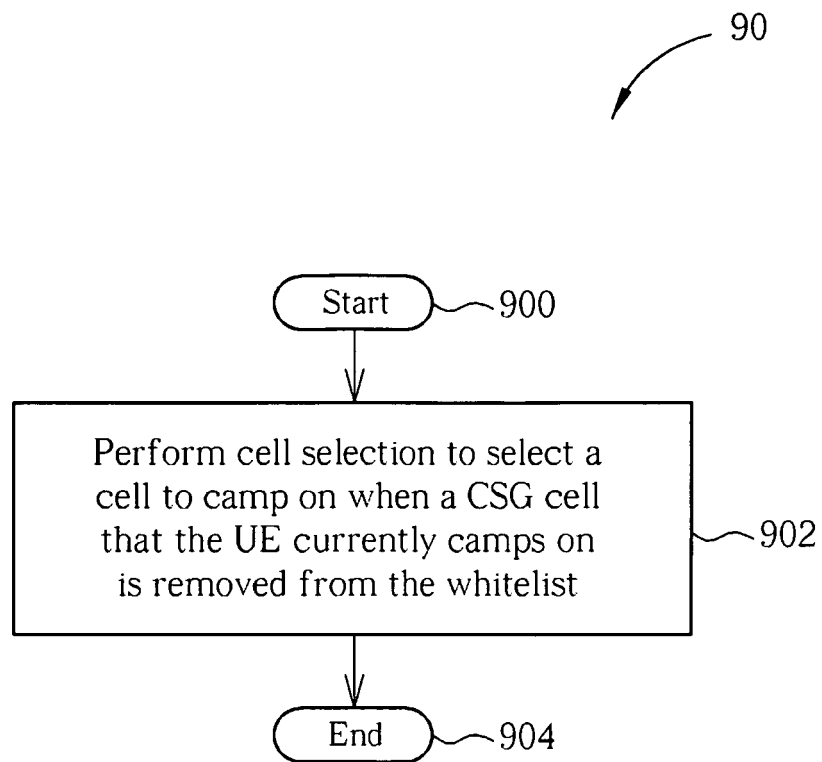 90
Start 900
Perform cell selection to select a
cell to camp on when a CSG cell
that the UE currently camps on
is removed from the whitelist
902
End 904